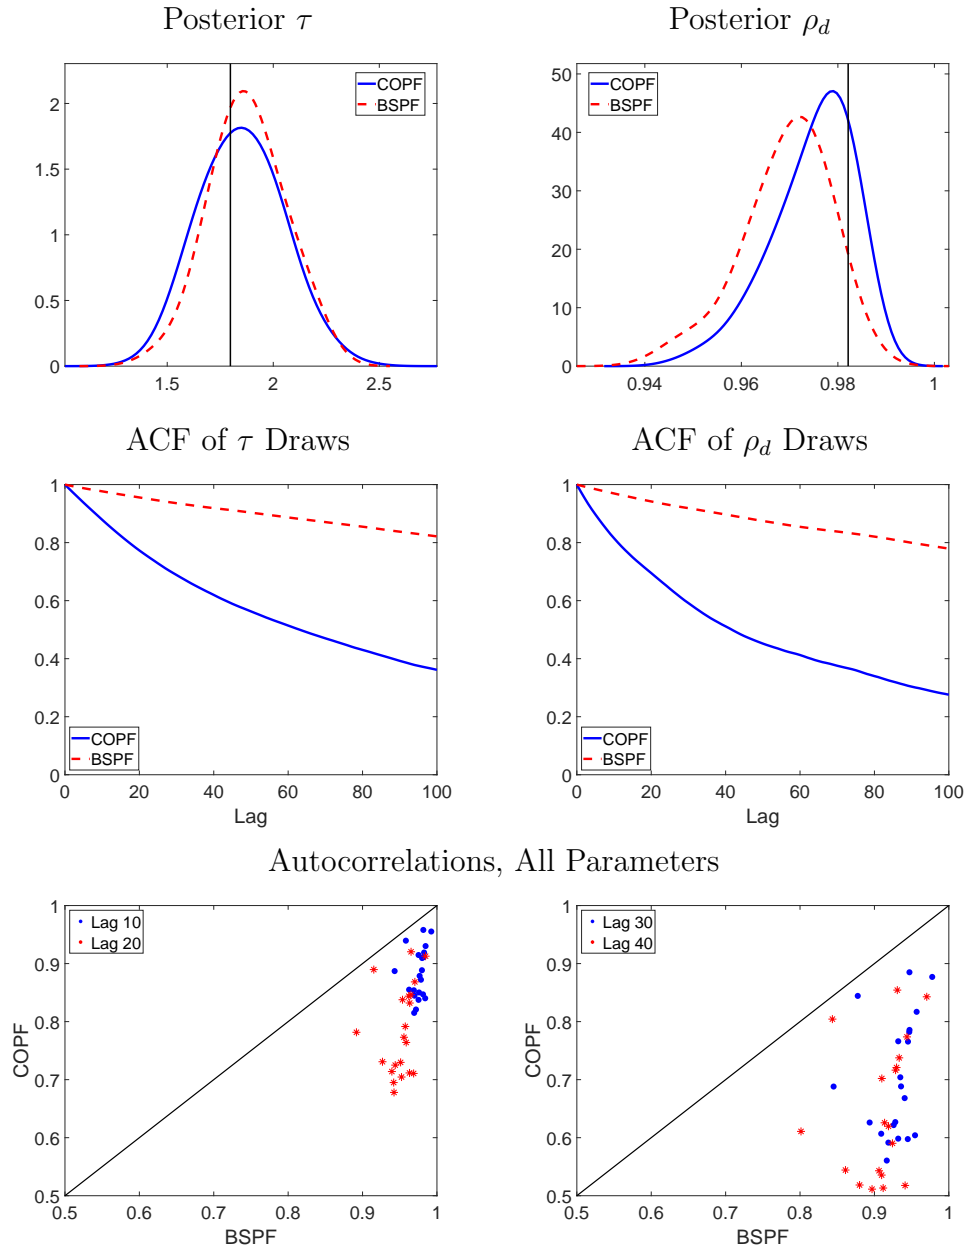 Posterior τ
COPF
BSPF
2
1.5
1
0.5
0
1.5
2
2.5
Posterior ρd
COPF
BSPF
50
40
30
20
10
0
0.94
0.96
0.98
1
ACF of τ Draws
1
0.8
0.6
0.4
0.2
0
COPF
BSPF
0
20
40
60
80
100
Lag
ACF of ρd Draws
1
0.8
0.6
0.4
0.2
0
COPF
BSPF
0
20
40
60
80
100
Lag
Autocorrelations, All Parameters
Lag 10
Lag 20
COPF
1
0.9
0.8
0.7
0.6
0.5
0.5
0.6
0.7
0.8
0.9
1
BSPF
Lag 30
Lag 40
COPF
1
0.9
0.8
0.7
0.6
0.5
0.5
0.6
0.7
0.8
0.9
1
BSPF